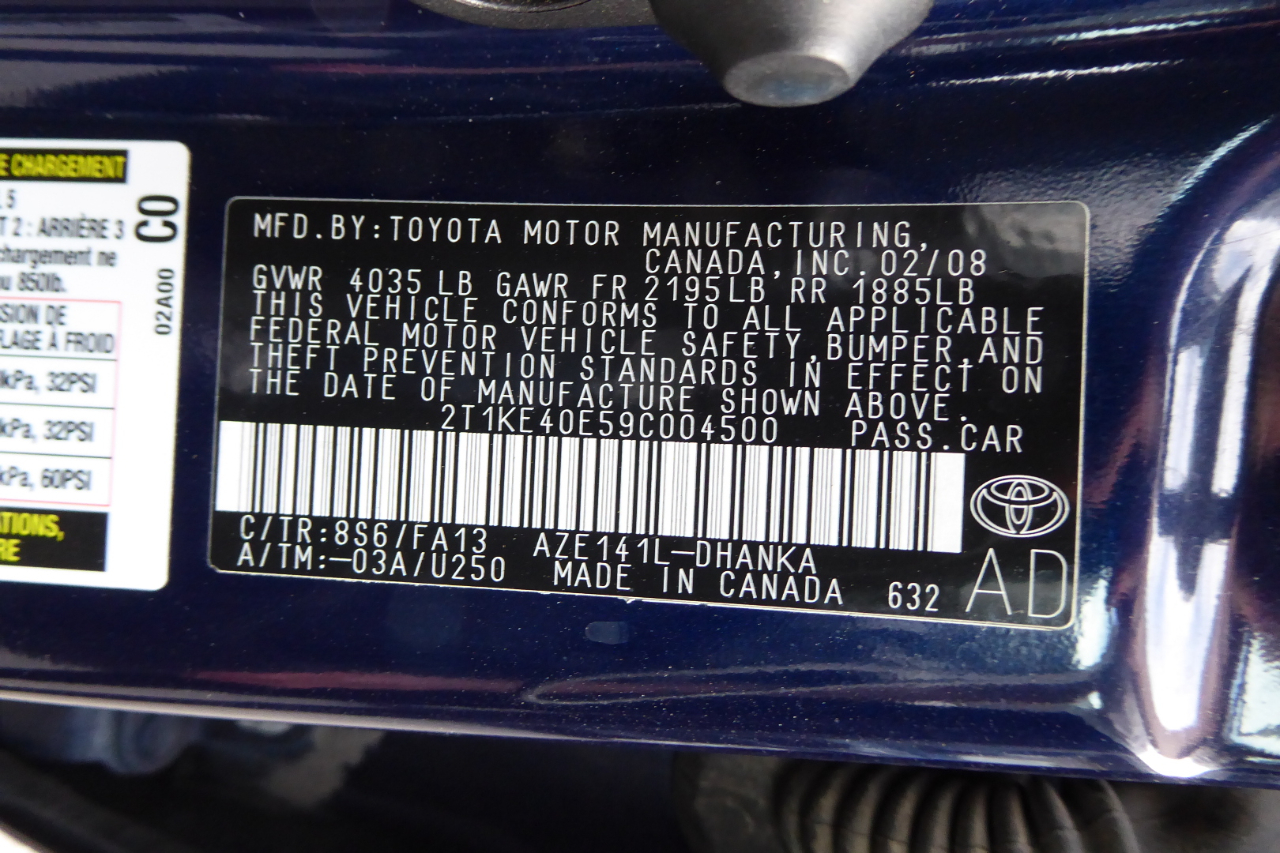 E CHARGEMENT
5
T 2 : ARRIÈRE 3
chargement ne
u 850lb.
CO
02A00
SION DE
FLAGE À FROID
kPa, 32PSI
kPa, 32PSI
kPa, 60PSI
ATIONS,
RE
MFD.BY:TOYOTA MOTOR MANUFACTURING,
CANADA,INC.02/08
GVWR 4035 LB GAWR FR 2195LB RR 1885LB
THIS VEHICLE CONFORMS TO ALL APPLICABLE
FEDERAL MOTOR VEHICLE SAFETY,BUMPER,AND
THEFT PREVENTION STANDARDS IN EFFECT ON
THE DATE OF MANUFACTURE SHOWN ABOVE.
2T1KE40E59C004500 PASS.CAR
C/TR:8S6/FA13 AZE141L-DHANKA
A/TM:-03A/U250 MADE IN CANADA 632 AD